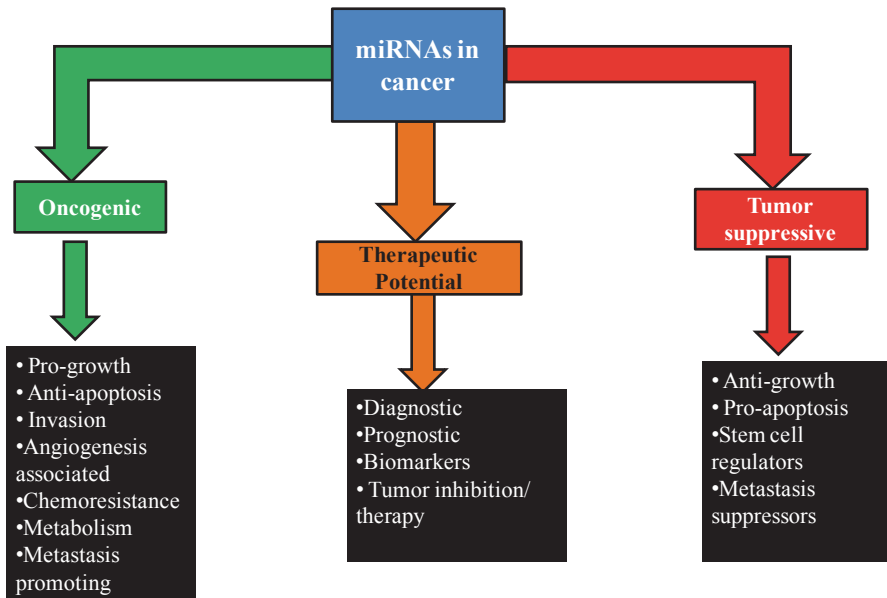 miRNAs in
cancer
Oncogenic
Therapeutic
Potential
Tumor
suppressive
• Pro-growth
• Anti-apoptosis
• Invasion
•Angiogenesis
associated
•Chemoresistance
•Metabolism
•Metastasis
promoting
•Diagnostic
•Prognostic
•Biomarkers
• Tumor inhibition/
therapy
• Anti-growth
• Pro-apoptosis
•Stem cell
regulators
•Metastasis
suppressors